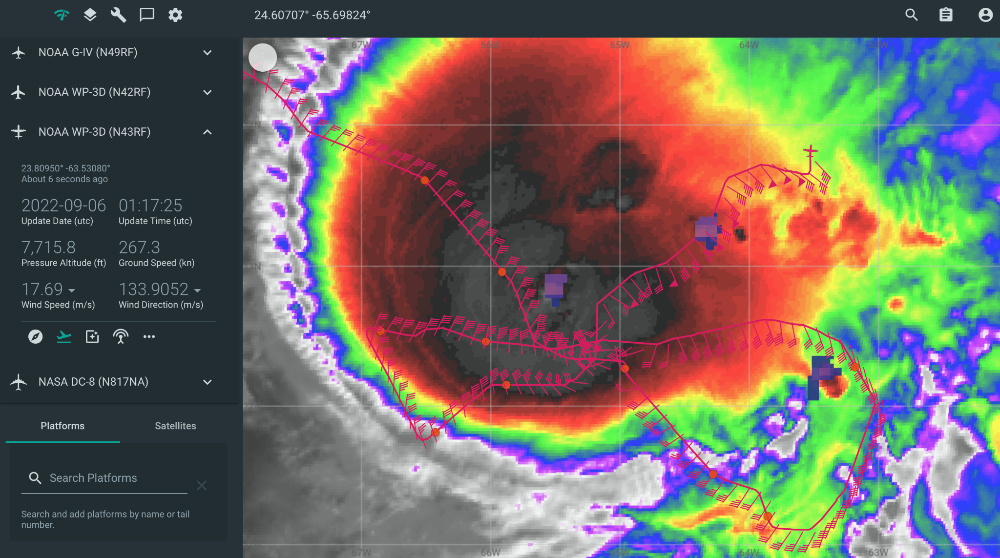 24.60707° -65.69824°
NOAA G-IV (N49RF)
NOAA WP-3D (N42RF)
NOAA WP-3D (N43RF)
23.80950° -63.53080°
About 6 seconds ago
2022-09-06 01:17:25
Update Date (utc) Update Time (utc)
7,715.8 267.3
Pressure Altitude (ft) Ground Speed (kn)
17.69 133.9052
Wind Speed (m/s) Wind Direction (m/s)
NASA DC-8 (N817NA)
Platforms Satellites
Search Platforms
Search and add platforms by name or tail
number.
67W 66W 65W 64W 63W
67W 66W 65W 64W 63W